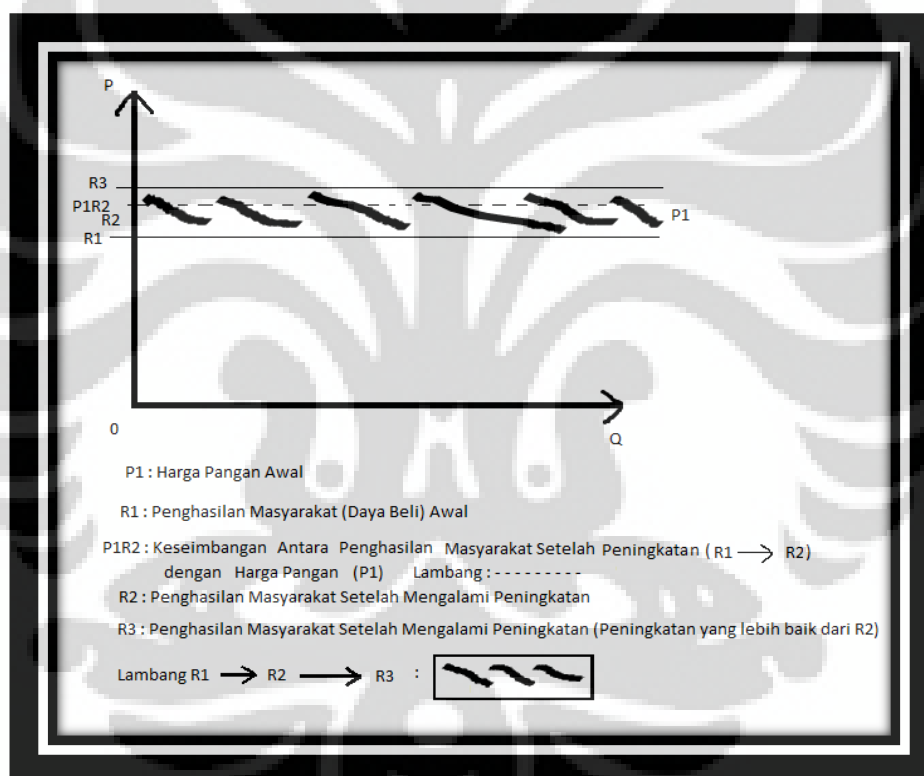 P
R3
P1R2
R2
P1
R1
0
Q
P1 : Harga Pangan Awal
R1 : Penghasilan Masyarakat (Daya Beli) Awal
P1R2 : Keseimbangan Antara Penghasilan Masyarakat Setelah Peningkatan ( R1 → R2)
dengan Harga Pangan (P1) Lambang : - - - - - - - - -
R2 : Penghasilan Masyarakat Setelah Mengalami Peningkatan
R3 : Penghasilan Masyarakat Setelah Mengalami Peningkatan (Peningkatan yang lebih baik dari R2)
Lambang R1 → R2 → R3 :